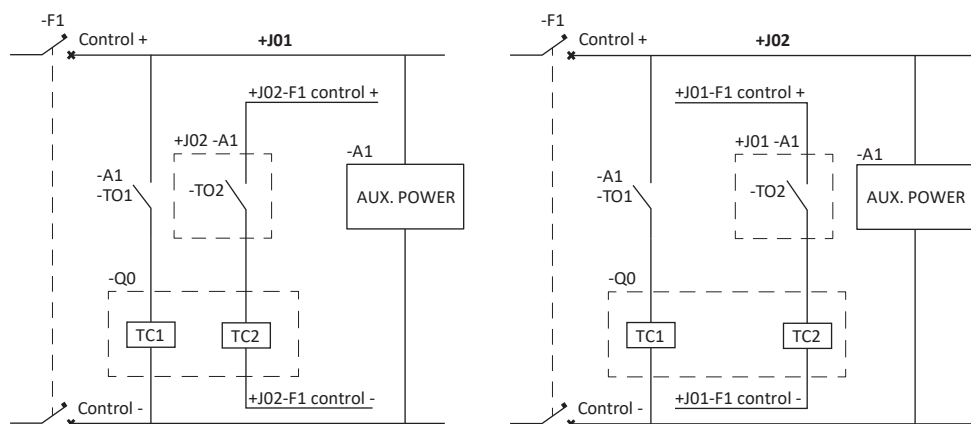 -F1
Control +
+J01
+J02-F1 control +
+J02 -A1
-A1
-A1
-TO1
-TO2
AUX. POWER
-Q0
TC1
TC2
+J02-F1 control -
Control -
-F1
Control +
+J02
+J01-F1 control +
+J01 -A1
-A1
-A1
-TO1
-TO2
AUX. POWER
-Q0
TC1
TC2
+J01-F1 control -
Control -